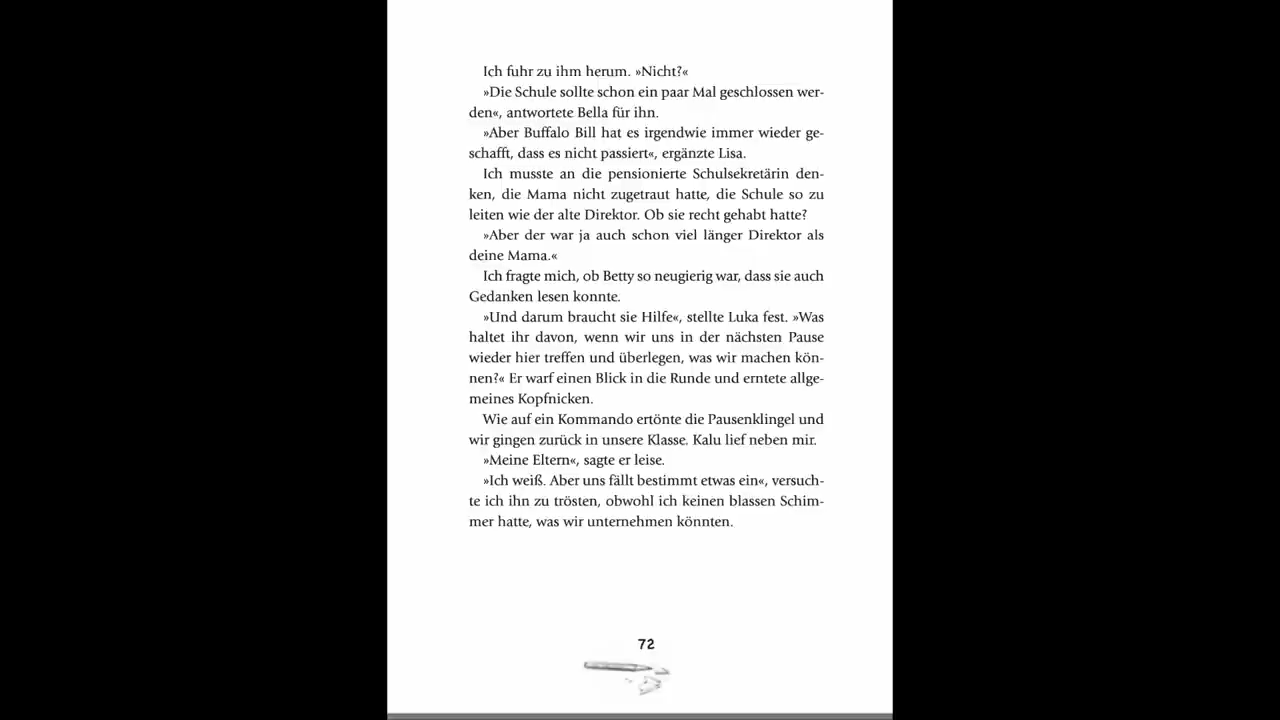 Ich fuhr zu ihm herum. »Nicht?«
»Die Schule sollte schon ein paar Mal geschlossen wer-
den«, antwortete Bella für ihn.
»Aber Buffalo Bill hat es irgendwie immer wieder ge-
schafft, dass es nicht passiert«, ergänzte Lisa.
Ich musste an die pensionierte Schulsekretärin den-
ken, die Mama nicht zugetraut hatte, die Schule so zu
leiten wie der alte Direktor. Ob sie recht gehabt hatte?
»Aber der war ja auch schon viel länger Direktor als
deine Mama.«
Ich fragte mich, ob Betty so neugierig war, dass sie auch
Gedanken lesen konnte.
»Und darum braucht sie Hilfe«, stellte Luka fest. »Was
haltet ihr davon, wenn wir uns in der nächsten Pause
wieder hier treffen und überlegen, was wir machen kön-
nen?« Er warf einen Blick in die Runde und erntete allge-
meines Kopfnicken.
Wie auf ein Kommando ertönte die Pausenklingel und
wir gingen zurück in unsere Klasse. Kalu lief neben mir.
»Meine Eltern«, sagte er leise.
»Ich weiß. Aber uns fällt bestimmt etwas ein«, versuch-
te ich ihn zu trösten, obwohl ich keinen blassen Schim-
mer hatte, was wir unternehmen könnten.
72